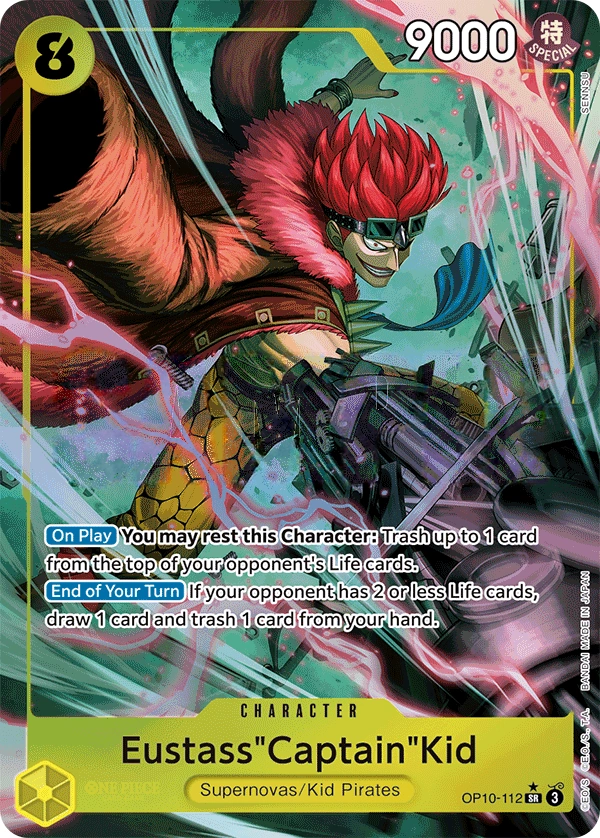 8
9000
特
SPECIAL
SENNSU
On Play You may rest this Character: Trash up to 1 card
from the top of your opponent's Life cards.
End of Your Turn If your opponent has 2 or less Life cards,
draw 1 card and trash 1 card from your hand.
BANDAI MADE IN JAPAN
©ED/S ©E.O./S., T.A.
CHARACTER
Eustass"Captain"Kid
Supernovas/Kid Pirates
ONE PIECE
OP10-112 SR 3